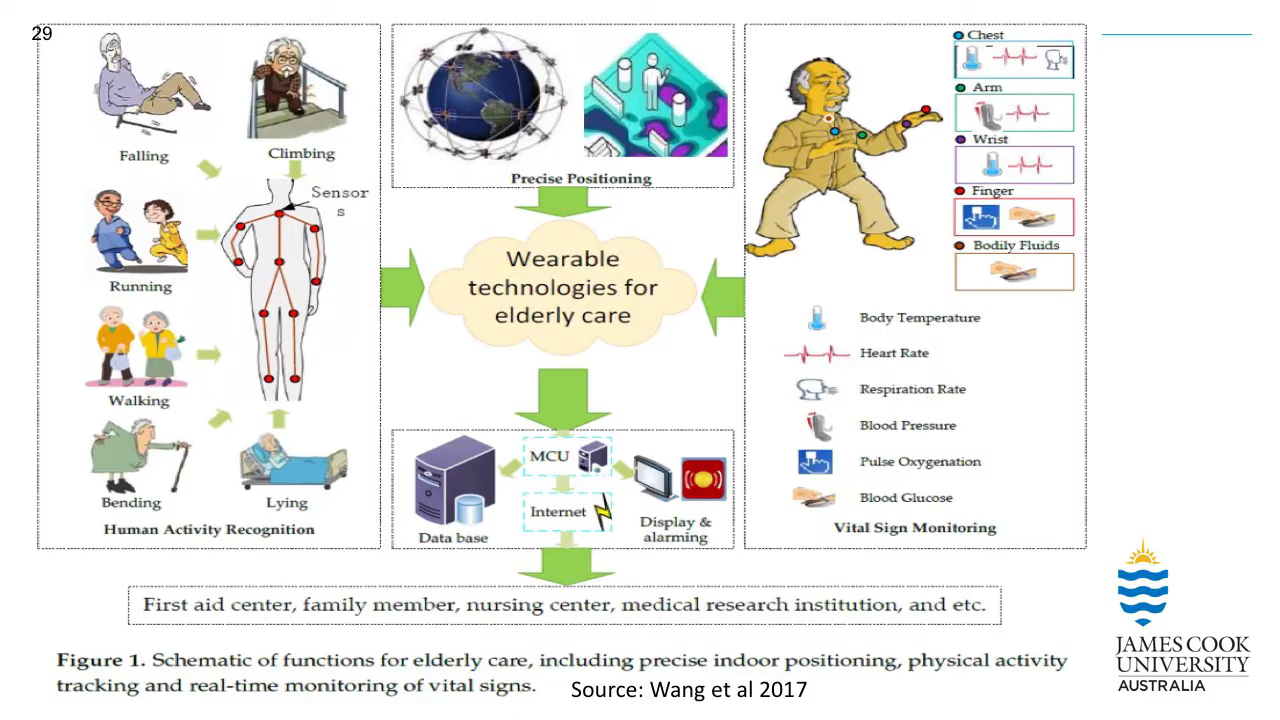 29
Falling
Climbing
Sensor
s
Running
Walking
Bending
Lying
Human Activity Recognition
Precise Positioning
Wearable
technologies for
elderly care
MCU
Internet
Data base
Display &
alarming
Chest
Arm
Wrist
Finger
Bodily Fluids
Body Temperature
Heart Rate
Respiration Rate
Blood Pressure
Pulse Oxygenation
Blood Glucose
Vital Sign Monitoring
First aid center, family member, nursing center, medical research institution, and etc.
Figure 1. Schematic of functions for elderly care, including precise indoor positioning, physical activity
tracking and real-time monitoring of vital signs.
Source: Wang et al 2017
JAMES COOK
UNIVERSITY
AUSTRALIA